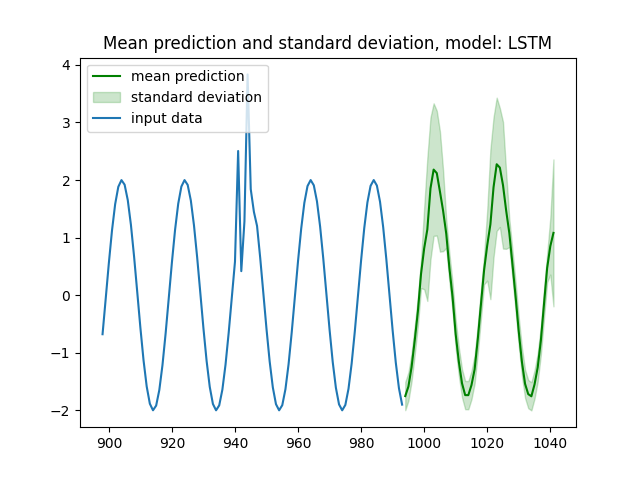 Mean prediction and standard deviation, model: LSTM
4
3
2
1
0
−1
−2
mean prediction
standard deviation
input data
900 920 940 960 980 1000 1020 1040